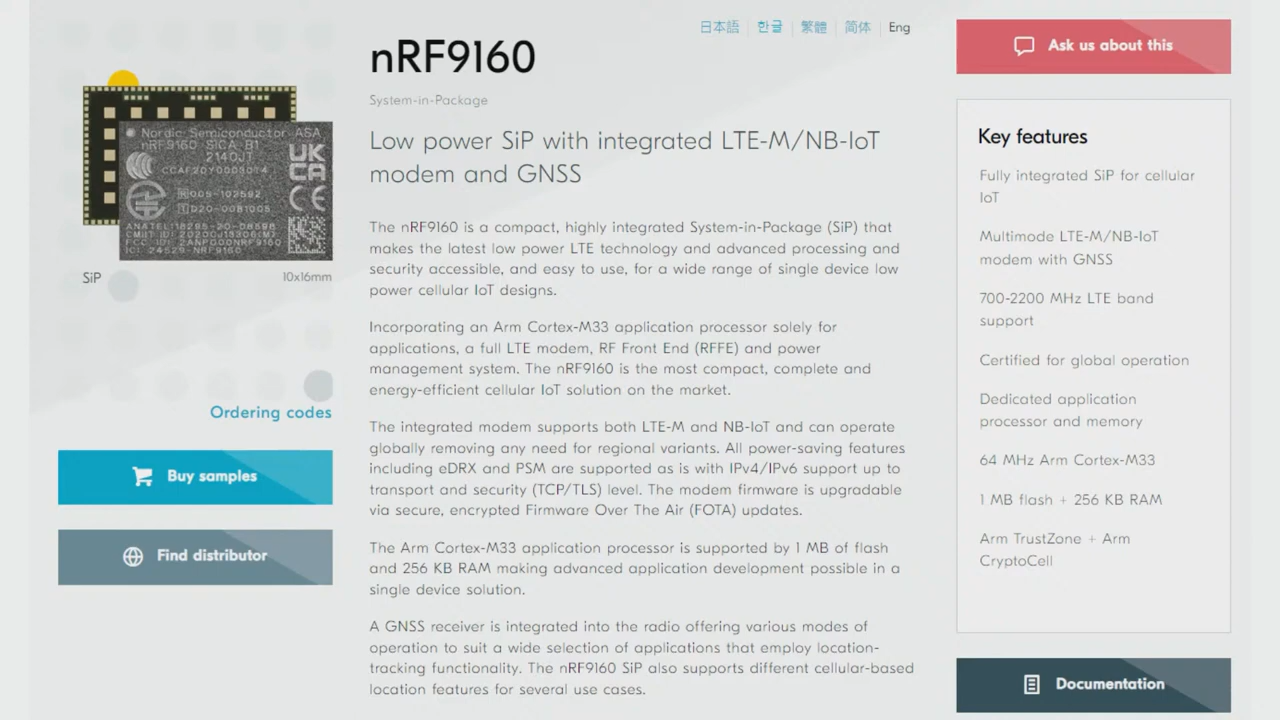 日本語
한글
繁體
简体
Eng
nRF9160
System-in-Package
Low power SiP with integrated LTE-M/NB-IoT
modem and GNSS
The nRF9160 is a compact, highly integrated System-in-Package (SiP) that
makes the latest low power LTE technology and advanced processing and
security accessible, and easy to use, for a wide range of single device low
power cellular IoT designs.
Incorporating an Arm Cortex-M33 application processor solely for
applications, a full LTE modem, RF Front End (RFFE) and power
management system. The nRF9160 is the most compact, complete and
energy-efficient cellular IoT solution on the market.
The integrated modem supports both LTE-M and NB-IoT and can operate
globally removing any need for regional variants. All power-saving features
including eDRX and PSM are supported as is with IPv4/IPv6 support up to
transport and security (TCP/TLS) level. The modem firmware is upgradable
via secure, encrypted Firmware Over The Air (FOTA) updates.
The Arm Cortex-M33 application processor is supported by 1 MB of flash
and 256 KB RAM making advanced application development possible in a
single device solution.
A GNSS receiver is integrated into the radio offering various modes of
operation to suit a wide selection of applications that employ location-
tracking functionality. The nRF9160 SiP also supports different cellular-based
location features for several use cases.
Nordic Semiconductor ASA
nRF9160 SICA B1
2140JT
UK
CA
CE
SiP
10x16mm
Ordering codes
Buy samples
Find distributor
Ask us about this
Key features
Fully integrated SiP for cellular
IoT
Multimode LTE-M/NB-IoT
modem with GNSS
700-2200 MHz LTE band
support
Certified for global operation
Dedicated application
processor and memory
64 MHz Arm Cortex-M33
1 MB flash + 256 KB RAM
Arm TrustZone + Arm
CryptoCell
Documentation